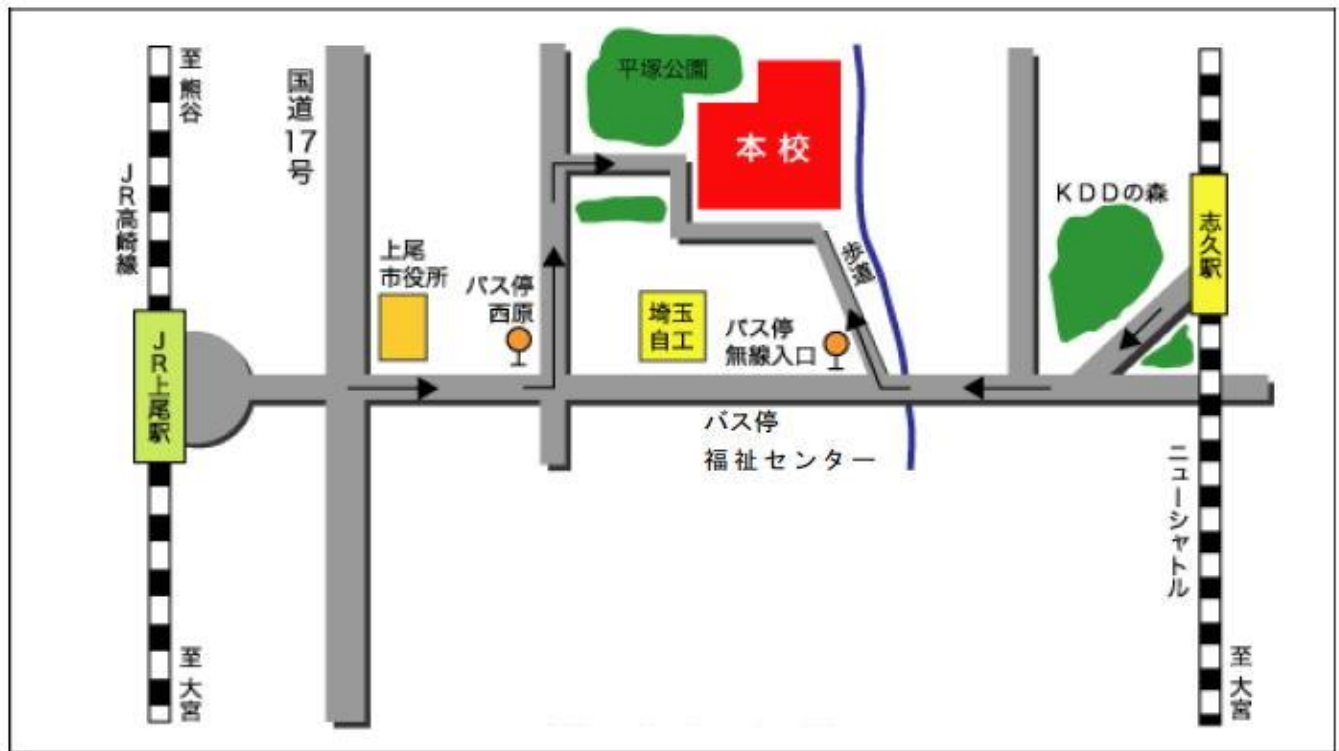 至熊谷
JR高崎線
国道17号
平塚公園
本校
KDDの森
志久駅
上尾
市役所
バス停
西原
埼玉
自工
バス停
無線入口
歩道
JR上尾駅
バス停
福祉センター
ニューシャトル
至大宮
至大宮